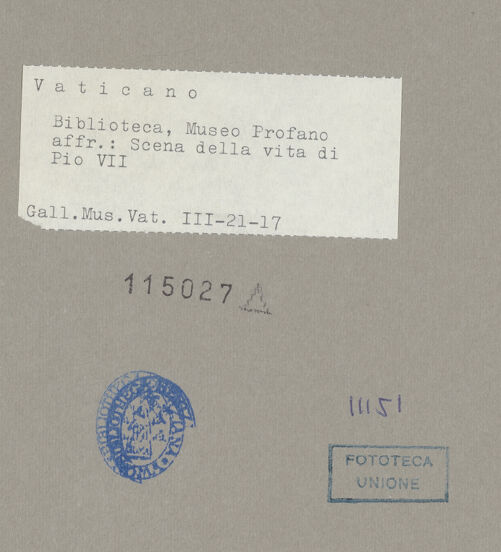 Vaticano
Biblioteca, Museo Profano
affr.: Scena della vita di
Pio VII
Gall.Mus.Vat. III-21-17
115027
11151
FOTOTECA
UNIONE